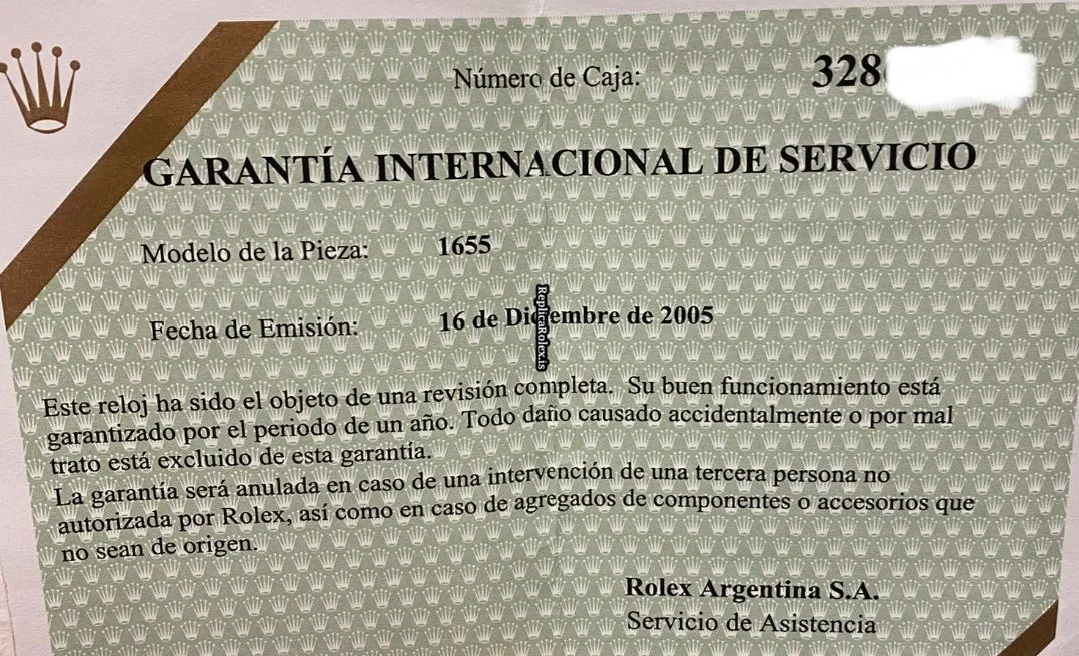 Número de Caja: 328
GARANTÍA INTERNACIONAL DE SERVICIO
Modelo de la Pieza: 1655
Fecha de Emisión: 16 de Diciembre de 2005
ReplicaRolex.is
Este reloj ha sido el objeto de una revisión completa. Su buen funcionamiento está
garantizado por el periodo de un año. Todo daño causado accidentalmente o por mal
trato está excluido de esta garantía.
La garantía será anulada en caso de una intervención de una tercera persona no
autorizada por Rolex, así como en caso de agregados de componentes o accesorios que
no sean de origen.
Rolex Argentina S.A.
Servicio de Asistencia